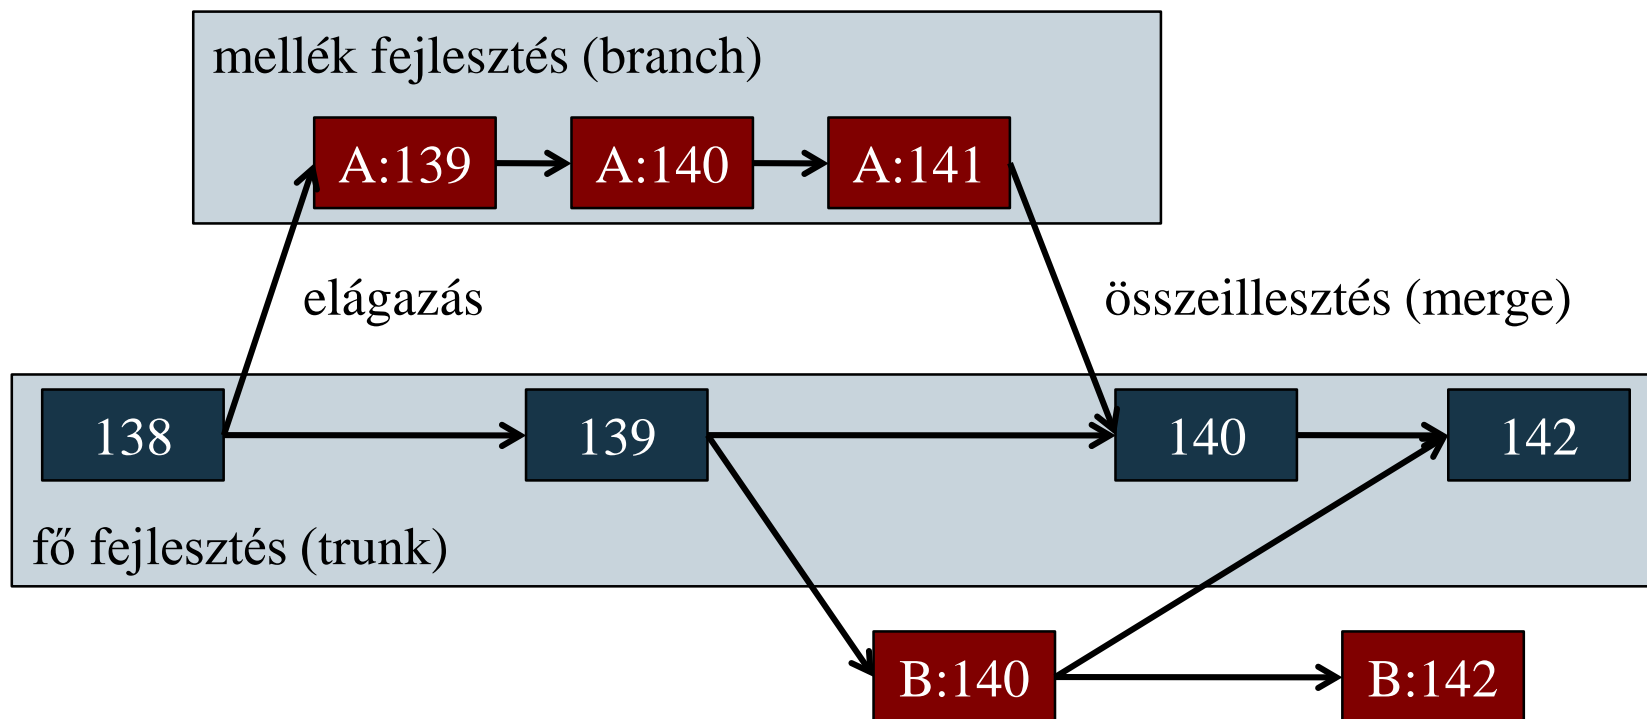 mellék fejlesztés (branch)
A:139
A:140
A:141
elágazás
összeillesztés (merge)
138
139
140
142
fő fejlesztés (trunk)
B:140
B:142